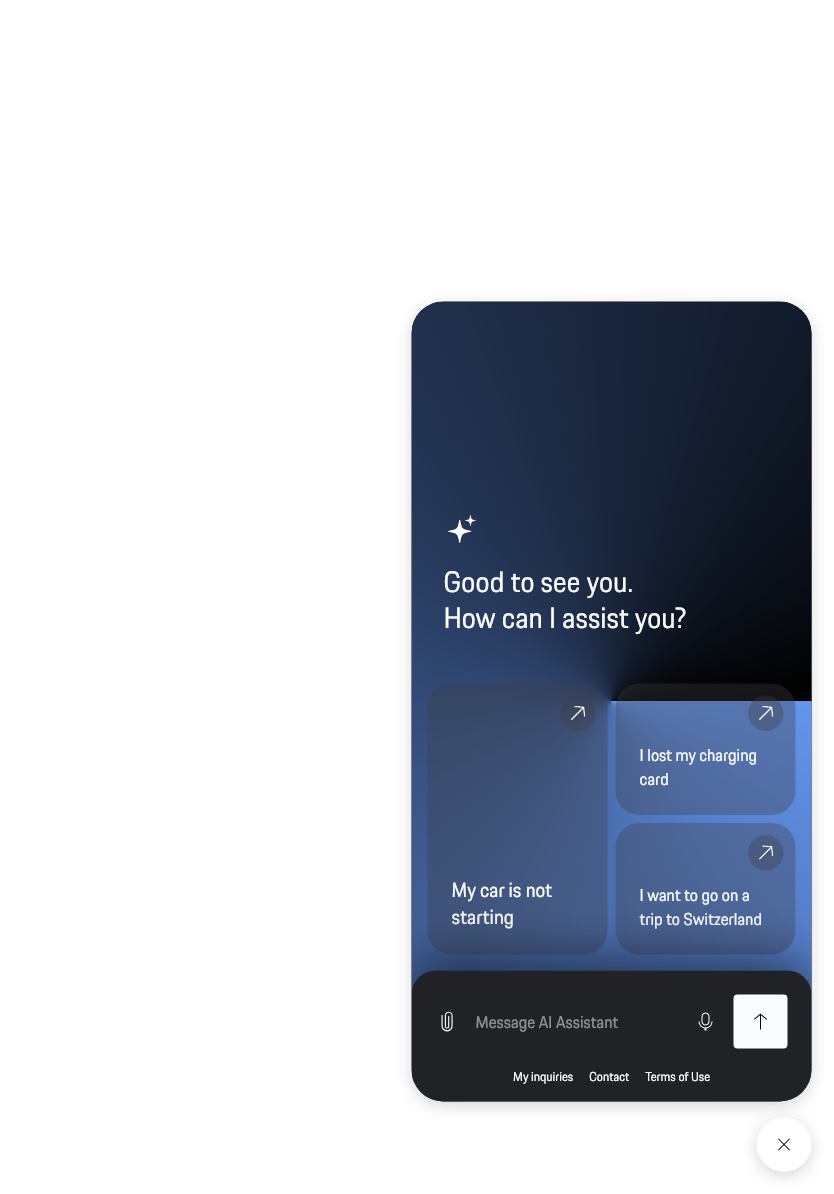 Good to see you.
How can I assist you?
My car is not
starting
I lost my charging
card
I want to go on a
trip to Switzerland
Message AI Assistant
My inquiries Contact Terms of Use